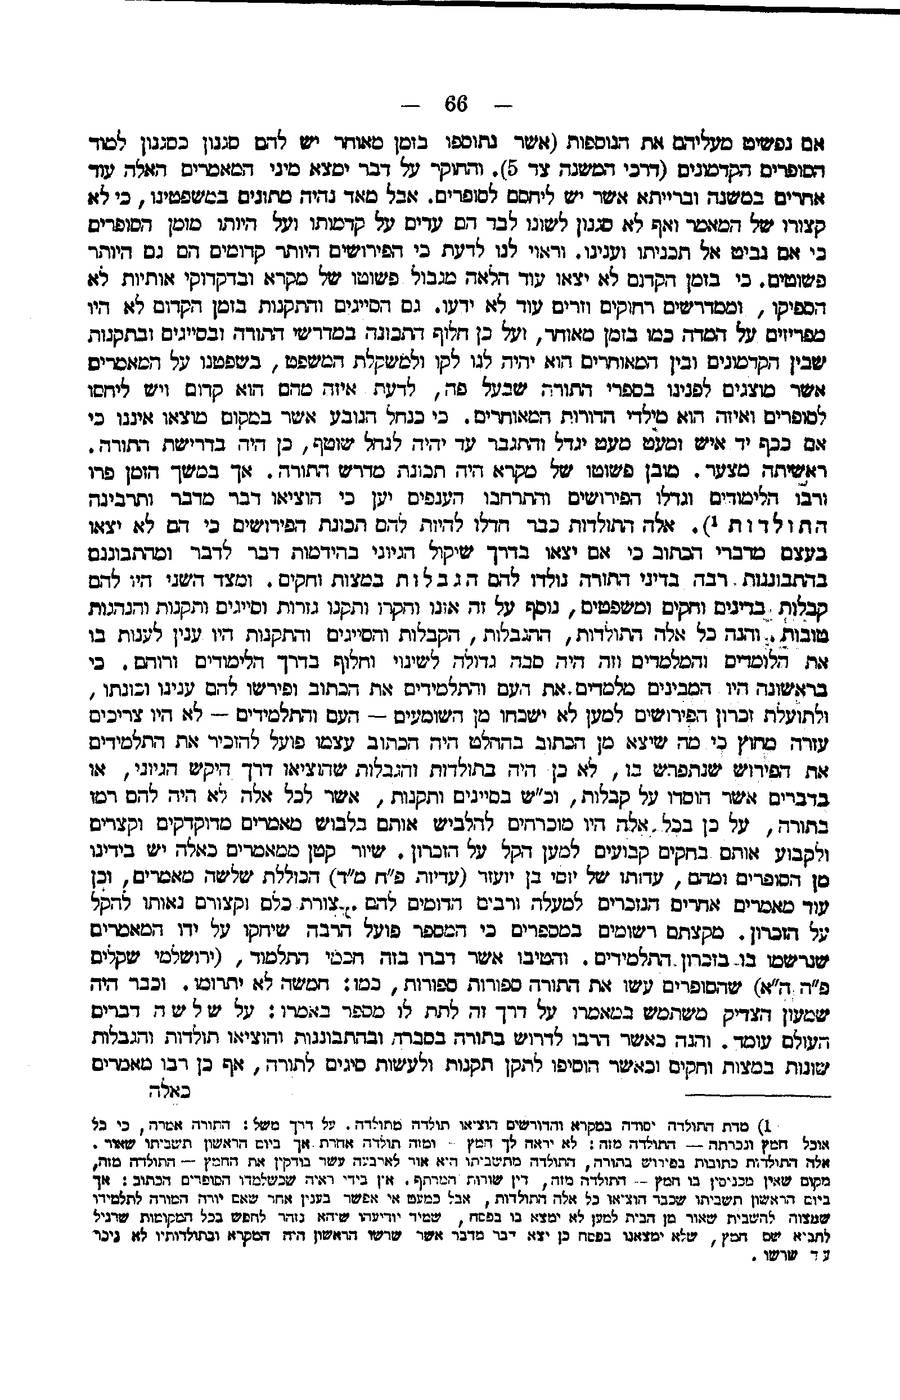 — 66 —
אם נפשיט מעליהם את הנוספות (אשר נתוספו בזמן מאוחר יש להם סגנון כסגנון למוד
הסופרים הקדמונים (דרכי המשנה צד 5). והחוקר על דבר ימצא מיני המאמרים האלה עוד
אחרים במשנה וברייתא אשר יש ליחסם לסופרים. אבל מאד נהיה מתונים במשפטינו, כי לא
קצורו של המאמר ואף לא סגנון לשונו לבד הם עדים על קדמותו ועל היותו מזמן הסופרים
כי אם נביט אל תכניתו וענינו. וראוי לנו לדעת כי הפירושים היותר קדומים הם גם היותר
פשוטים. כי בזמן הקדום לא יצאו עוד הלאה מגבול פשוטו של מקרא ובדקדוקי אותיות לא
הספיקו, וממדרשים רחוקים וזרים עוד לא ידעו. גם הסייגים והתקנות בזמן הקדום לא היו
מפריזים על המדה כמו בזמן מאוחר, ועל כן חלוף התכונה במדרשי התורה ובסייגים ובתקנות
שבין הקדמונים ובין המאוחרים הוא יהיה לנו לקו ולמשקלת המשפט, בשפטנו על המאמרים
אשר מוצגים לפנינו בספרי התורה שבעל פה, לדעת איזה מהם הוא קדום ויש ליחסו
לסופרים ואיזה הוא מילדי הדורות המאוחרים. כי כנחל הנובע אשר במקום מוצאו איננו כי
אם ככף יד איש ומעט מעט יגדל והתגבר עד יהיה לנחל שוטף, כן היה בדרישת התורה.
ראשיתה מצער. מובן פשוטו של מקרא היה תכונת מדרש התורה. אך במשך הזמן פרו
ורבו הלימודים וגדלו הפירושים והתרחבו הענפים יען כי הוציאו דבר מדבר ותרבינה
התולדות 1). אלה התולדות כבר חדלו להיות להם תכונת הפירושים כי הם לא יצאו
בעצם מדברי הכתוב כי אם יצאו בדרך שיקול הגיוני בהידמות דבר לדבר ומהתבוננם
בהתבוננות רבה בדיני התורה נולדו להם הגבלות במצות וחקים. ומצד השני היו להם
קבלות בדינים וחקים ומשפטים, נוסף על זה אזנו והקרו ותקנו גזרות וסייגים ותקנות והנהגות
טובות. והנה כל אלה התולדות, ההגבלות, הקבלות והסייגים והתקנות היו ענין לענות בו
את הלומדים והמלמדים וזה היה סבה גדולה לשינוי וחלוף בדרך הלימודים ורוחם. כי
בראשונה היו המבינים מלמדים את העם והתלמידים את הכתוב ופירשו להם ענינו וכונתו,
ולתועלת זכרון הפירושים למען לא ישכחו מן השומעים — העם והתלמידים — לא היו צריכים
עזרה מחוץ כי מה שיצא מן הכתוב בהחלט היה הכתוב עצמו פועל להזכיר את התלמידים
את הפירוש שנתפרש בו, לא כן היה בתולדות והגבלות שהוציאו דרך היקש הגיוני, או
בדברים אשר הוסדו על קבלות, וכ"ש בסייגים ותקנות, אשר לכל אלה לא היה להם רמז
בתורה, על כן בכל אלה היו מוכרחים להלביש אותם בלבוש מאמרים מדוקדקים וקצרים
ולקבוע אותם בחקים קבועים למען הקל על הזכרון. שיור קטן ממאמרים כאלה יש בידינו
מן הסופרים ומהם, עדותו של יוסי בן יועזר (עדיות פ"ח מ"ד) הכוללת שלשה מאמרים, וכן
עוד מאמרים אחרים הנזכרים למעלה ורבים הדומים להם. צורת כלם וקצורם נאותו להקל
על הזכרון. מקצתם רשומים במספרים כי המספר פועל הרבה שיחקו על ידו המאמרים
שנרשמו בו בזכרון התלמידים. והטיבו אשר דברו בזה חכמי התלמוד, (ירושלמי שקלים
פ"ה ה"א) שהסופרים עשו את התורה ספורות ספורות, כמו: חמשה לא יתרומו. וכבר היה
שמעון הצדיק משתמש במאמרו על דרך זה לתת לו מספר באמרו: על שלשה דברים
העולם עומד. והנה כאשר הרבו לדרוש בתורה בסברה ובהתבוננות והוציאו תולדות והגבלות
שונות במצות וחקים וכאשר הוסיפו לתקן תקנות ולעשות סיגים לתורה, אף כן רבו מאמרים
כאלה
1) מדת התולדה יסודה במקרא והדורשים הוציאו תולדה מתולדה. על דרך משל: התורה אמרה, כי כל
אוכל חמץ ונכרתה — התולדה מזה: לא יראה לך חמץ - ומזה תולדה אחרת אך ביום הראשון תשביתו שאור.
אלה התולדות כתובות בפירוש בתורה, התולדה מתשביתו היא אור לארבעה עשר בודקין את החמץ — התולדה מזה,
מקום שאין מכניסין בו חמץ -- התולדה מזה, דין שורות המרתף. אין בידי ראיה שכשלמדו הסופרים הכתוב: אך
ביום הראשון תשביתו שכבר הוציאו כל אלה התולדות, אבל כמעט אי אפשר בענין אחר שאם יורה המורה לתלמידו
שמצוה להשבית שאור מן הבית למען לא ימצא בו בפסח, שמיד יודיעהו שיהא נזהר לחפש בכל המקומות שרגיל
להביא שם חמץ, שלא ימצאנו בפסח כן יצא דבר מדבר אשר שרשו הראשון היה המקרא ובתולדותיו לא ניכר
עד שרשו.